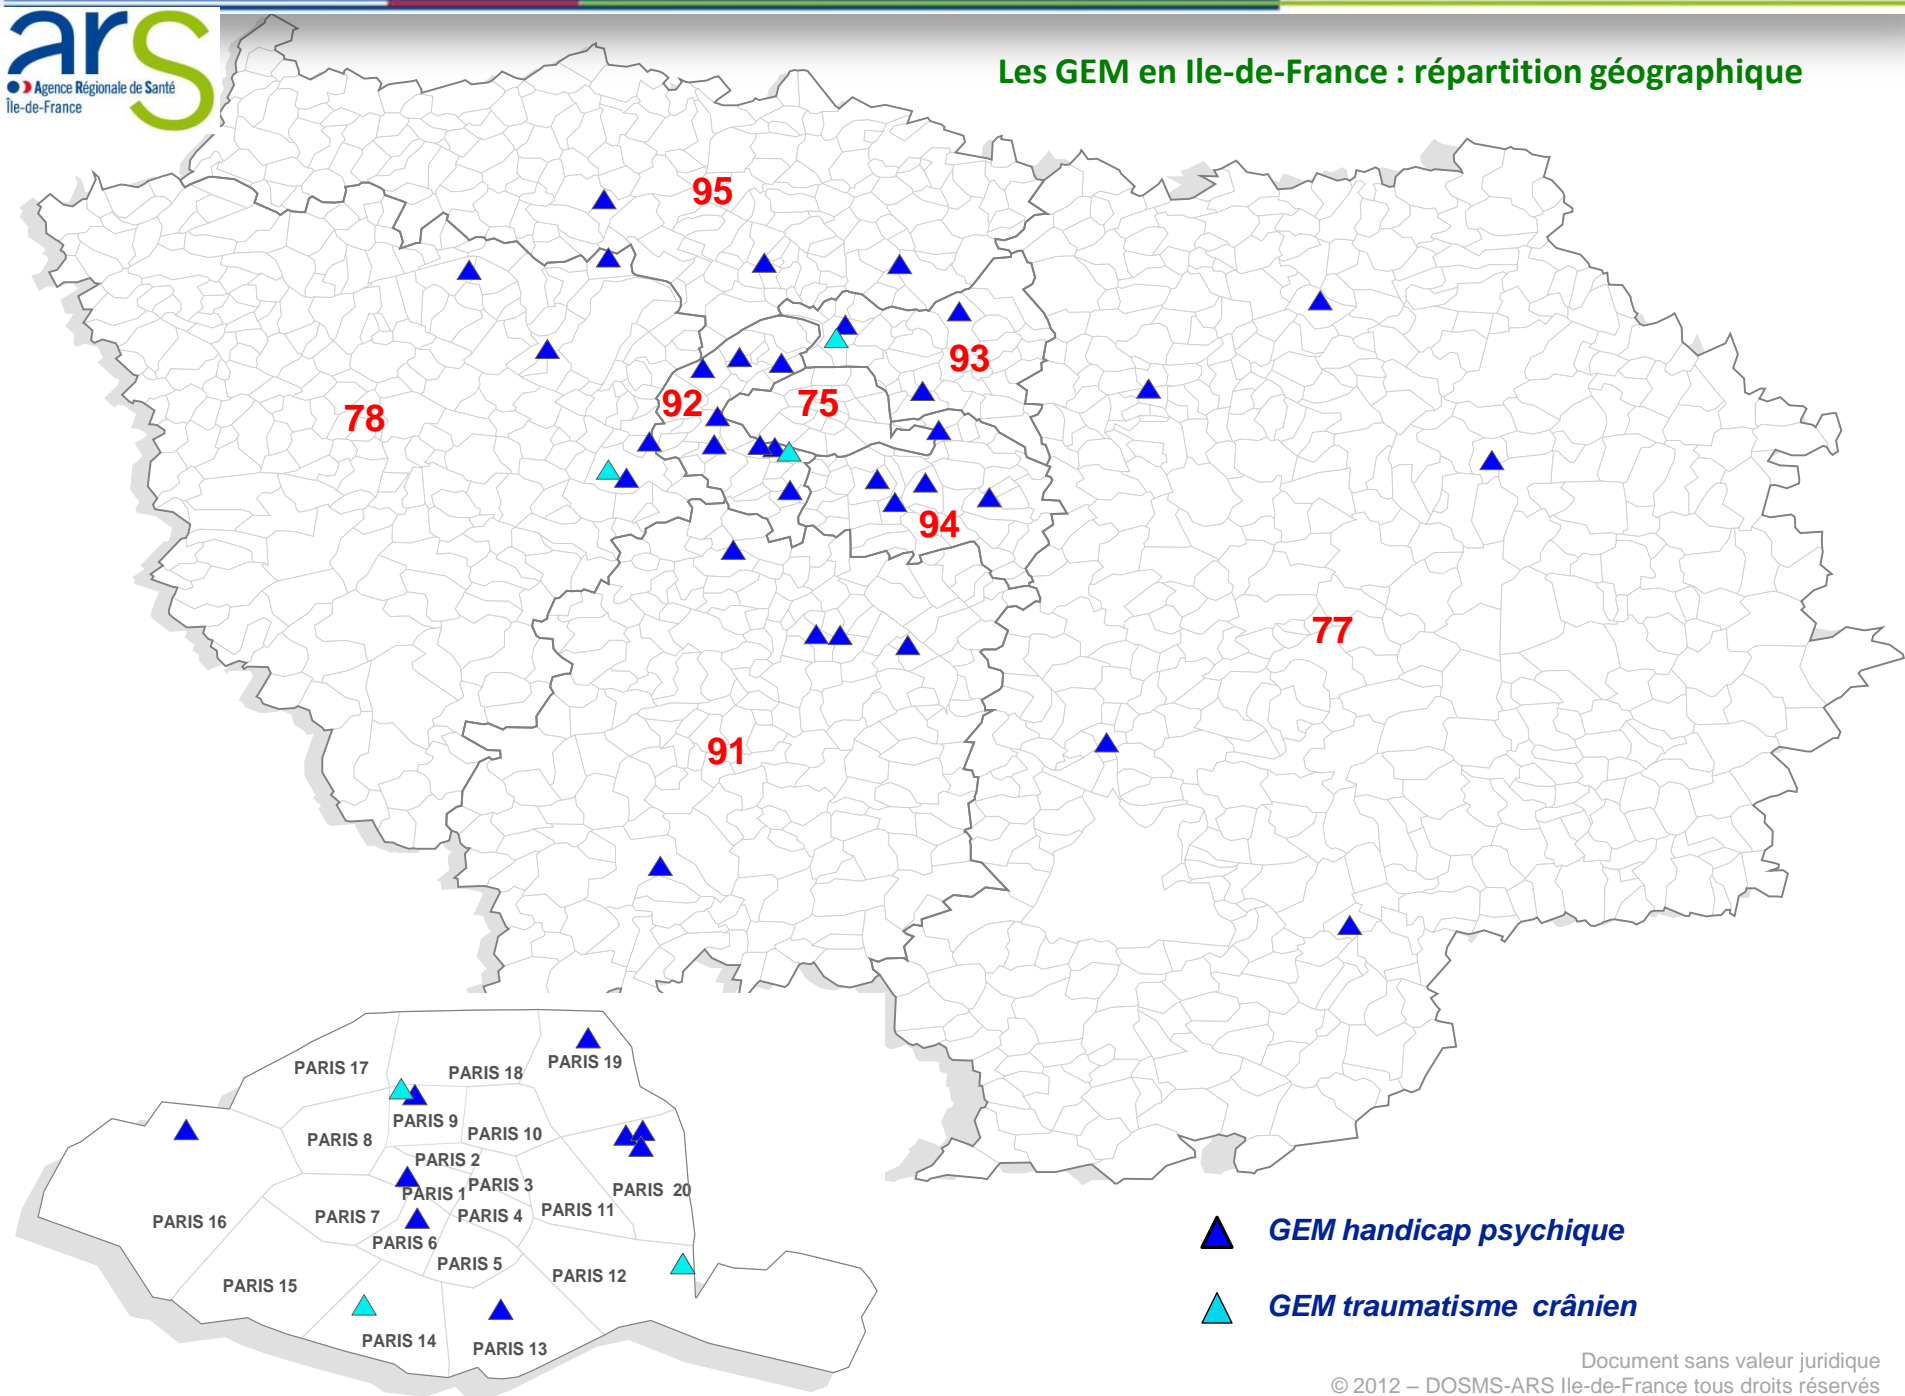 ars
Agence Régionale de Santé
Île-de-France
Les GEM en Ile-de-France : répartition géographique
95
93
92
75
78
94
77
91
PARIS 17
PARIS 18
PARIS 19
PARIS 9
PARIS 8
PARIS 10
PARIS 2
PARIS 1
PARIS 3
PARIS 20
PARIS 16
PARIS 7
PARIS 4
PARIS 11
PARIS 6
PARIS 5
PARIS 12
PARIS 15
PARIS 14
PARIS 13
GEM handicap psychique
GEM traumatisme crânien
Document sans valeur juridique
© 2012 – DOSMS-ARS Ile-de-France tous droits réservés